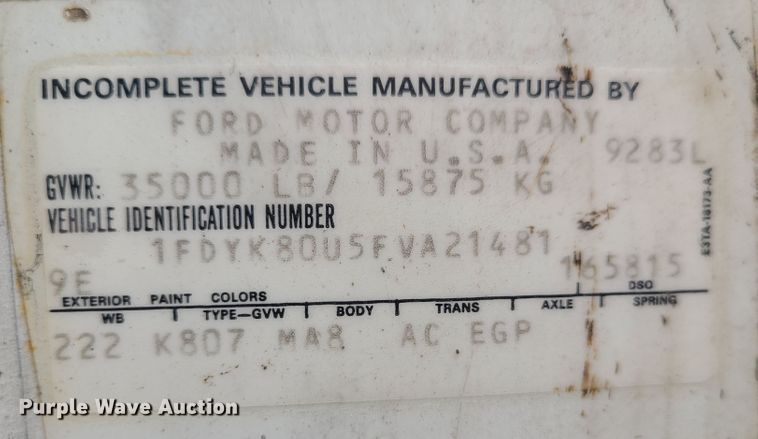 INCOMPLETE VEHICLE MANUFACTURED BY
FORD MOTOR COMPANY
MADE IN U.S.A. 9283L
GVWR: 35000 LB/ 15875 KG
VEHICLE IDENTIFICATION NUMBER
1FDYK80U5FVA21481
9E 165815
EXTERIOR PAINT COLORS DSO
WB TYPE—GVW BODY TRANS AXLE SPRING
222 K807 MA8 AC EGP
E3TA-18173-AA
Purple Wave Auction